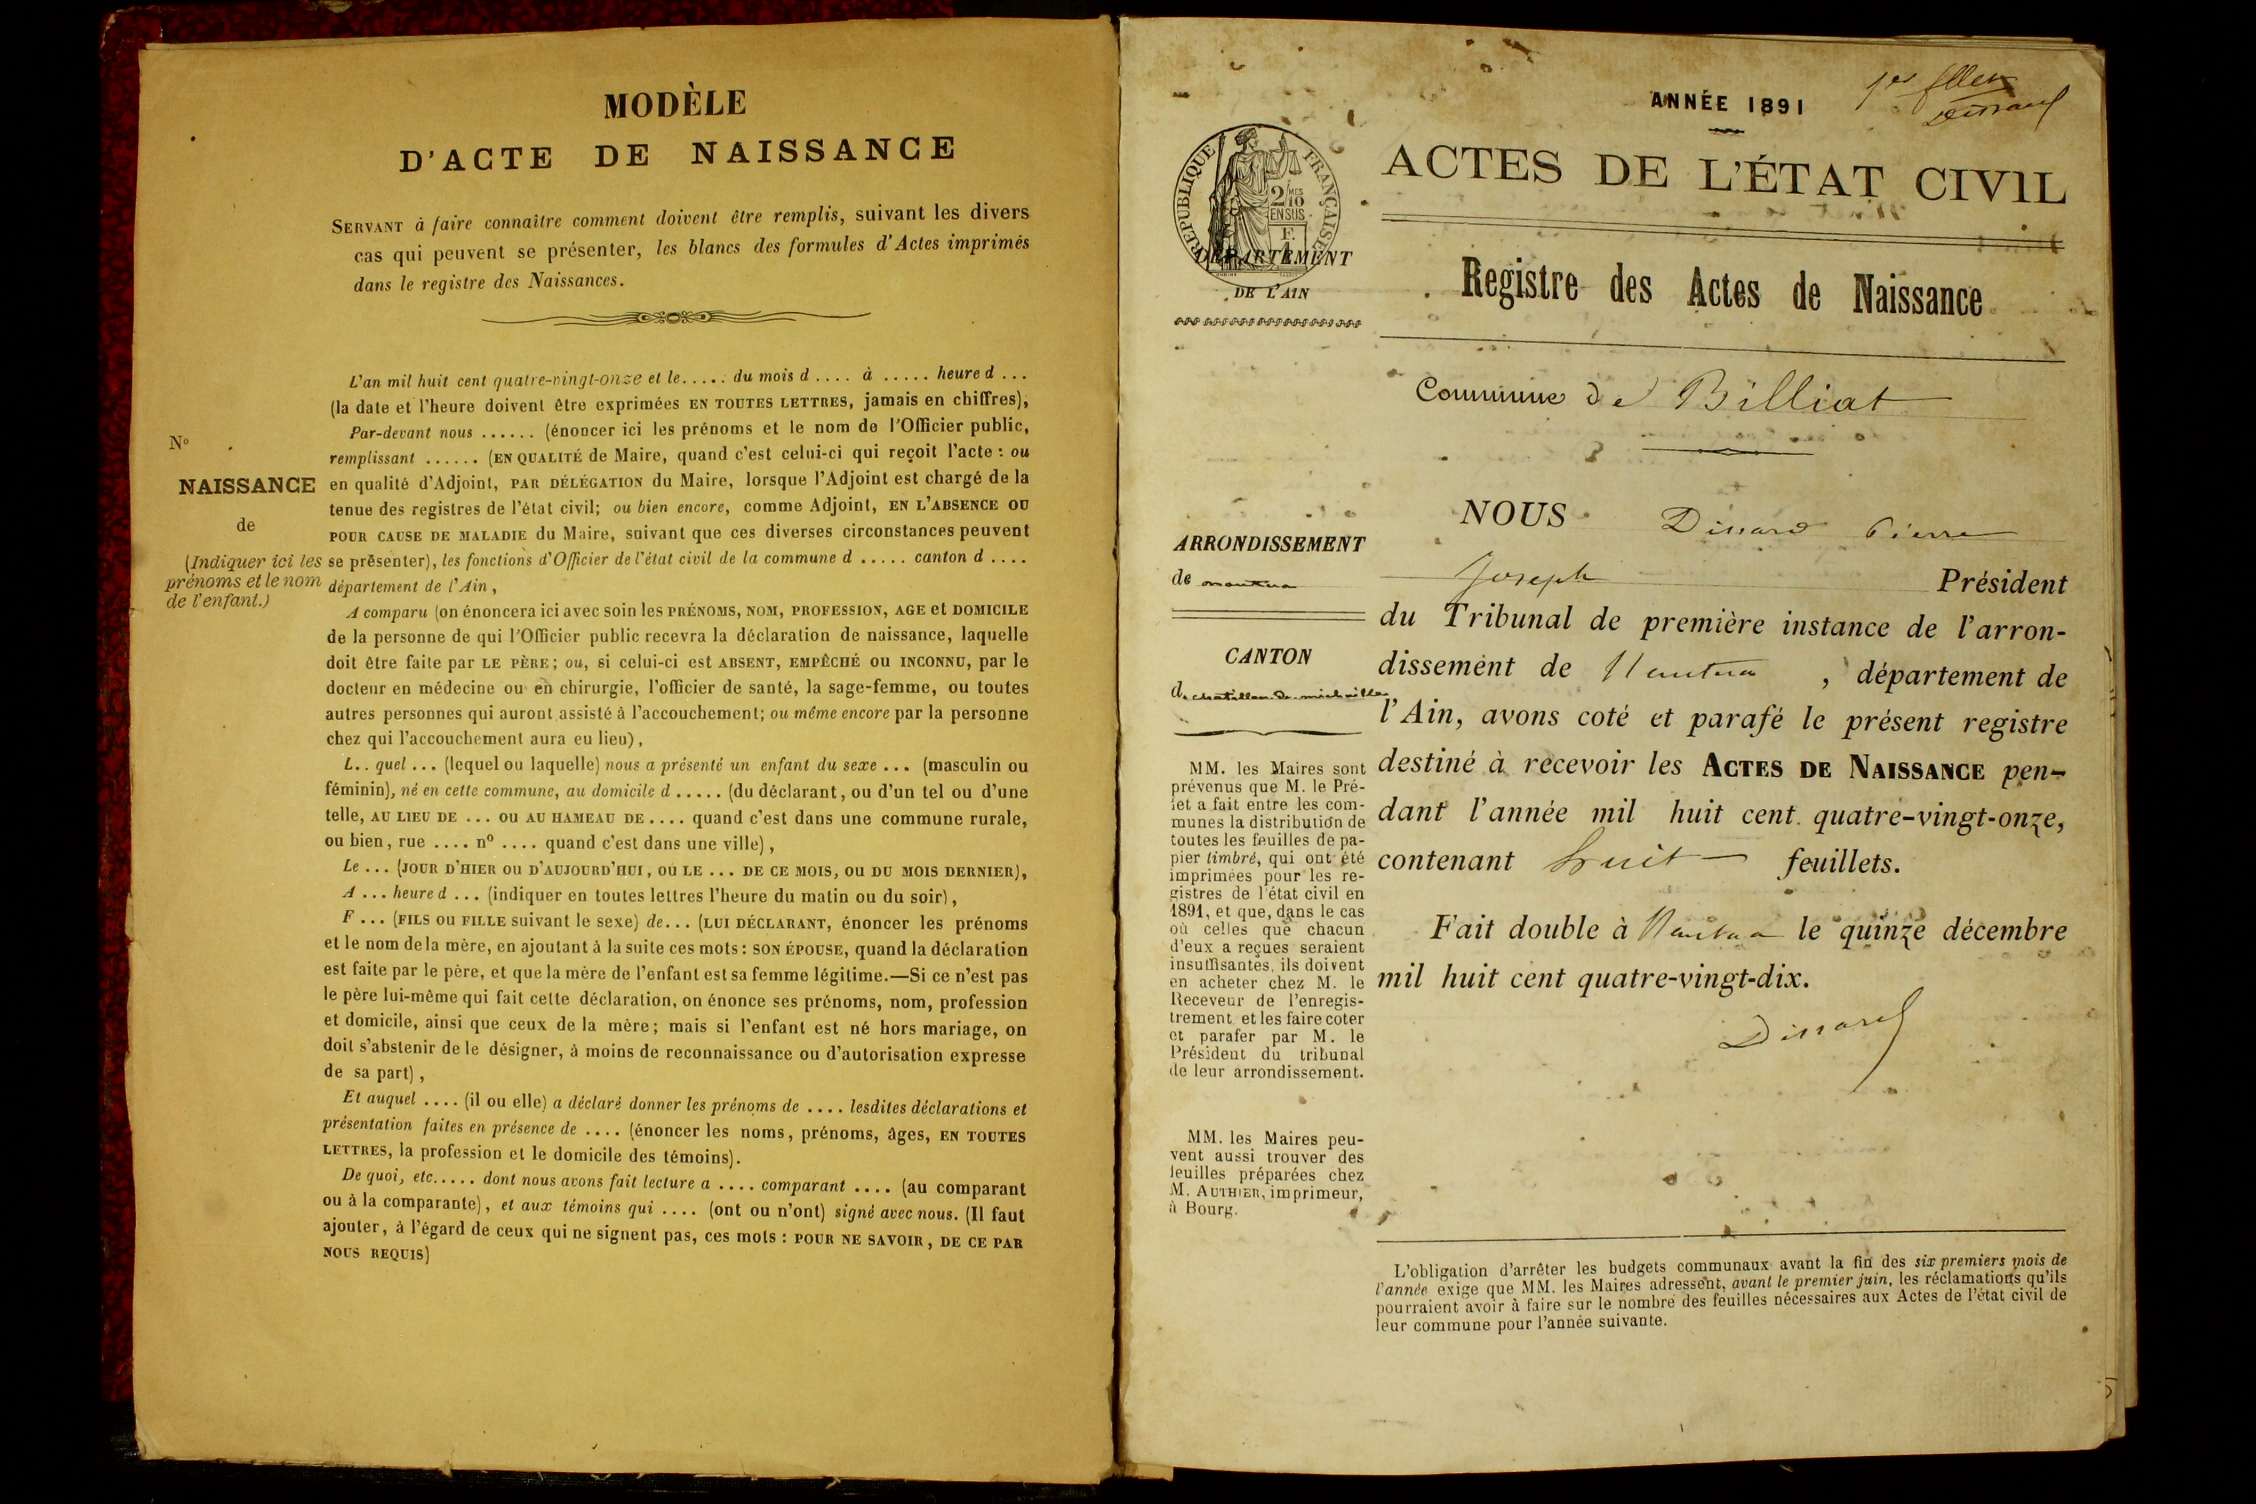 MODÈLE
D'ACTE DE NAISSANCE
SERVANT à faire connaître comment doivent être remplis, suivant les divers
cas qui peuvent se présenter, les blancs des formules d'Actes imprimés
dans le registre des Naissances.
L'an mil huit cent quatre-vingt-onze et le..... du mois d .... à ..... heure d ...
(la date et l'heure doivent être exprimées EN TOUTES LETTRES, jamais en chiffres),
Par-devant nous ...... (énoncer ici les prénoms et le nom de l'Officier public,
remplissant ...... (EN QUALITÉ de Maire, quand c'est celui-ci qui reçoit l'acte : ou
en qualité d'Adjoint, PAR DÉLÉGATION du Maire, lorsque l'Adjoint est chargé de la
tenue des registres de l'état civil; ou bien encore, comme Adjoint, EN L'ABSENCE OU
POUR CAUSE DE MALADIE du Maire, suivant que ces diverses circonstances peuvent
se présenter), les fonctions d'Officier de l'état civil de la commune d ..... canton d ....
département de l'Ain,
N°
NAISSANCE
de
(Indiquer ici les
prénoms et le nom
de l'enfant.)
A comparu (on énoncera ici avec soin les PRÉNOMS, NOM, PROFESSION, AGE et DOMICILE
de la personne de qui l'Officier public recevra la déclaration de naissance, laquelle
doit être faite par LE PÈRE; ou, si celui-ci est ABSENT, EMPÊCHÉ OU INCONNU, par le
docteur en médecine ou en chirurgie, l'officier de santé, la sage-femme, ou toutes
autres personnes qui auront assisté à l'accouchement; ou même encore par la personne
chez qui l'accouchement aura eu lieu),
L.. quel ... (lequel ou laquelle) nous a présenté un enfant du sexe ... (masculin ou
féminin), né en cette commune, au domicile d ..... (du déclarant, ou d'un tel ou d'une
telle, AU LIEU DE ... OU AU HAMEAU DE .... quand c'est dans une commune rurale,
ou bien, rue .... n° .... quand c'est dans une ville),
Le ... (JOUR D'HIER OU D'AUJOURD'HUI, OU LE ... DE CE MOIS, OU DU MOIS DERNIER),
A ... heure d ... (indiquer en toutes lettres l'heure du matin ou du soir),
F ... (FILS OU FILLE suivant le sexe) de... (LUI DÉCLARANT, énoncer les prénoms
et le nom de la mère, en ajoutant à la suite ces mots : SON ÉPOUSE, quand la déclaration
est faite par le père, et que la mère de l'enfant est sa femme légitime.—Si ce n'est pas
le père lui-même qui fait cette déclaration, on énonce ses prénoms, nom, profession
et domicile, ainsi que ceux de la mère; mais si l'enfant est né hors mariage, on
doit s'abstenir de le désigner, à moins de reconnaissance ou d'autorisation expresse
de sa part),
Et auquel .... (il ou elle) a déclaré donner les prénoms de .... lesdites déclarations et
présentation faites en présence de .... (énoncer les noms, prénoms, âges, EN TOUTES
LETTRES, la profession et le domicile des témoins).
De quoi, etc..... dont nous avons fait lecture a .... comparant .... (au comparant
ou à la comparante), et aux témoins qui .... (ont ou n'ont) signé avec nous. (Il faut
ajouter, à l'égard de ceux qui ne signent pas, ces mots : POUR NE SAVOIR, DE CE PAR
NOUS REQUIS)
ANNÉE 1891
Dinard
RÉPUBLIQUE FRANÇAISE
2/10 MES
EN SUS
DÉPARTEMENT
DE L'AIN
ACTES DE L'ÉTAT CIVIL
Registre des Actes de Naissance
Commune de Billiat
NOUS Dinard Pierre
Joseph Président
du Tribunal de première instance de l'arron-
dissement de Nantua, département de
l'Ain, avons coté et parafé le présent registre
destiné à recevoir les ACTES DE NAISSANCE pen-
dant l'année mil huit cent quatre-vingt-onze,
contenant huit feuillets.
Fait double à Nantua le quinze décembre
mil huit cent quatre-vingt-dix.
Dinard
ARRONDISSEMENT
de nantua
CANTON
de chatillon de michaille
MM. les Maires sont
prévenus que M. le Pré-
fet a fait entre les com-
munes la distribution de
toutes les feuilles de pa-
pier timbré, qui ont été
imprimées pour les re-
gistres de l'état civil en
1891, et que, dans le cas
où celles que chacun
d'eux a reçues seraient
insuffisantes, ils doivent
en acheter chez M. le
Receveur de l'enregis-
trement et les faire coter
et parafer par M. le
Président du tribunal
de leur arrondissement.
MM. les Maires peu-
vent aussi trouver des
feuilles préparées chez
M. AUTHIER, imprimeur,
à Bourg.
L'obligation d'arrêter les budgets communaux avant la fin des six premiers mois de
l'année exige que MM. les Maires adressent, avant le premier juin, les réclamations qu'ils
pourraient avoir à faire sur le nombre des feuilles nécessaires aux Actes de l'état civil de
leur commune pour l'année suivante.